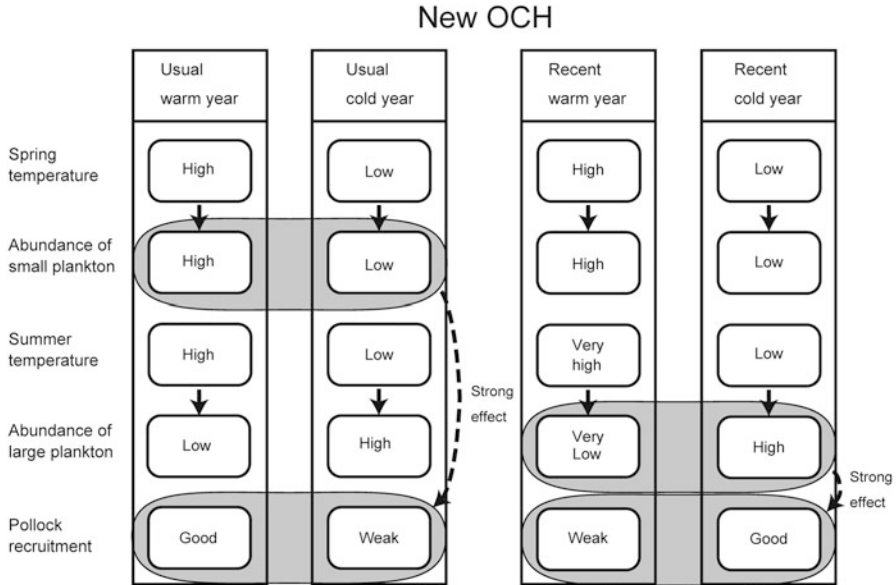 New OCH
Usual
warm year
Usual
cold year
Recent
warm year
Recent
cold year
Spring
temperature
High
Low
High
Low
Abundance of
small plankton
High
Low
High
Low
Summer
temperature
High
Low
Very
high
Low
Strong
effect
Abundance of
large plankton
Low
High
Very
Low
High
Strong
effect
Pollock
recruitment
Good
Weak
Weak
Good